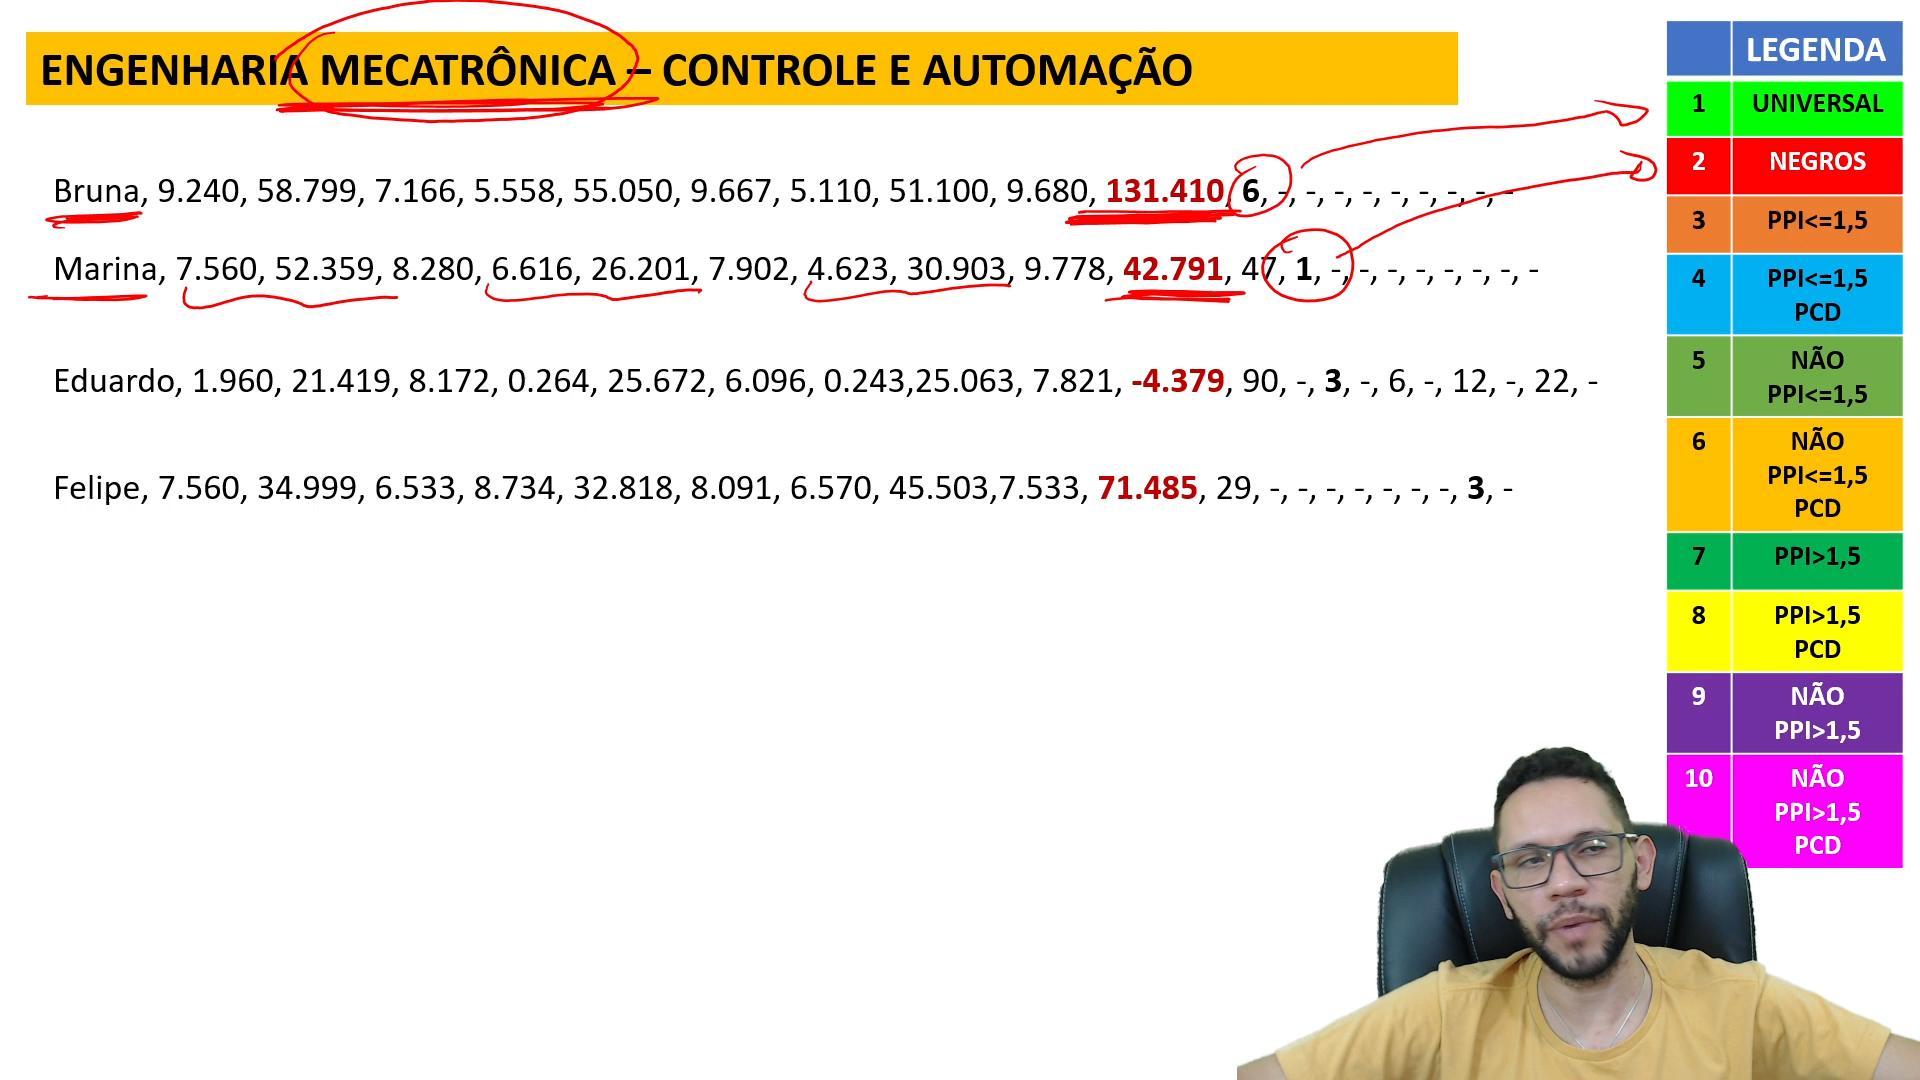 ENGENHARIA MECATRÔNICA – CONTROLE E AUTOMAÇÃO
Bruna, 9.240, 58.799, 7.166, 5.558, 55.050, 9.667, 5.110, 51.100, 9.680, 131.410, 6, -, -, -, -, -, -, -, -, -
Marina, 7.560, 52.359, 8.280, 6.616, 26.201, 7.902, 4.623, 30.903, 9.778, 42.791, 47, 1, -, -, -, -, -, -, -, -
Eduardo, 1.960, 21.419, 8.172, 0.264, 25.672, 6.096, 0.243,25.063, 7.821, -4.379, 90, -, 3, -, 6, -, 12, -, 22, -
Felipe, 7.560, 34.999, 6.533, 8.734, 32.818, 8.091, 6.570, 45.503,7.533, 71.485, 29, -, -, -, -, -, -, -, 3, -
LEGENDA
1 UNIVERSAL
2 NEGROS
3 PPI<=1,5
4 PPI<=1,5
PCD
5 NÃO
PPI<=1,5
6 NÃO
PPI<=1,5
PCD
7 PPI>1,5
8 PPI>1,5
PCD
9 NÃO
PPI>1,5
10 NÃO
PPI>1,5
PCD